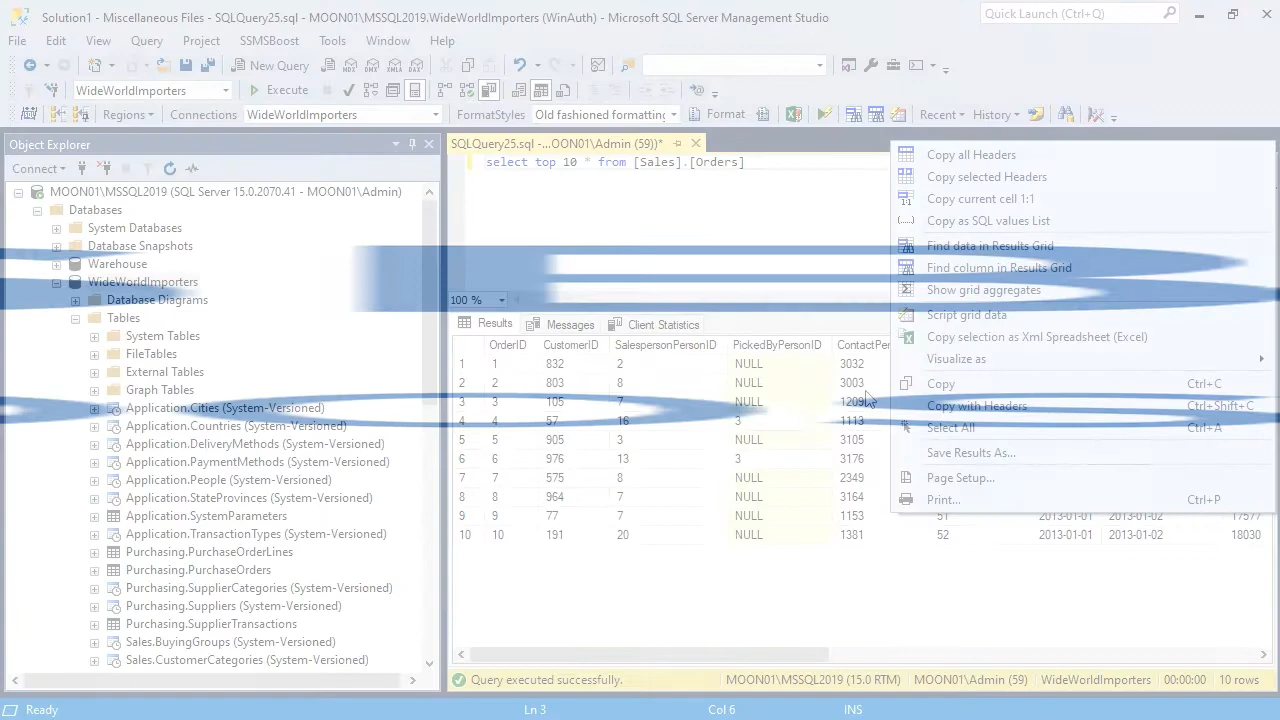 Solution1 - Miscellaneous Files - SQLQuery25.sql - MOON01\MSSQL2019.WideWorldImporters (WinAuth) - Microsoft SQL Server Management Studio
Quick Launch (Ctrl+Q)
File Edit View Query Project SSMSBoost Tools Window Help
New Query MDX DMX XMLA DAX
WideWorldImporters Execute
Regions Connections WideWorldImporters FormatStyles Old fashioned formatting Format Recent History
Object Explorer
Connect
MOON01\MSSQL2019 (SQL Server 15.0.2070.41 - MOON01\Admin)
Databases
System Databases
Database Snapshots
Warehouse
WideWorldImporters
Database Diagrams
Tables
System Tables
FileTables
External Tables
Graph Tables
Application.Cities (System-Versioned)
Application.Countries (System-Versioned)
Application.DeliveryMethods (System-Versioned)
Application.PaymentMethods (System-Versioned)
Application.People (System-Versioned)
Application.StateProvinces (System-Versioned)
Application.SystemParameters
Application.TransactionTypes (System-Versioned)
Purchasing.PurchaseOrderLines
Purchasing.PurchaseOrders
Purchasing.SupplierCategories (System-Versioned)
Purchasing.Suppliers (System-Versioned)
Purchasing.SupplierTransactions
Sales.BuyingGroups (System-Versioned)
Sales.CustomerCategories (System-Versioned)
SQLQuery25.sql -...OON01\Admin (59))*
select top 10 * from [Sales].[Orders]
100 %
Results Messages Client Statistics
OrderID CustomerID SalespersonPersonID PickedByPersonID ContactPer
1 1 832 2 NULL 3032
2 2 803 8 NULL 3003
3 3 105 7 NULL 1209
4 4 57 16 3 1113
5 5 905 3 NULL 3105
6 6 976 13 3 3176
7 7 575 8 NULL 2349
8 8 964 7 NULL 3164
9 9 77 7 NULL 1153 51 2013-01-01 2013-01-02 17577
10 10 191 20 NULL 1381 52 2013-01-01 2013-01-02 18030
Copy all Headers
Copy selected Headers
1:1 Copy current cell 1:1
(....) Copy as SQL values List
Find data in Results Grid
Find column in Results Grid
Show grid aggregates
Script grid data
Copy selection as Xml Spreadsheet (Excel)
Visualize as
Copy Ctrl+C
Copy with Headers Ctrl+Shift+C
Select All Ctrl+A
Save Results As...
Page Setup...
Print... Ctrl+P
Query executed successfully. MOON01\MSSQL2019 (15.0 RTM) MOON01\Admin (59) WideWorldImporters 00:00:00 10 rows
Ready Ln 3 Col 6 INS